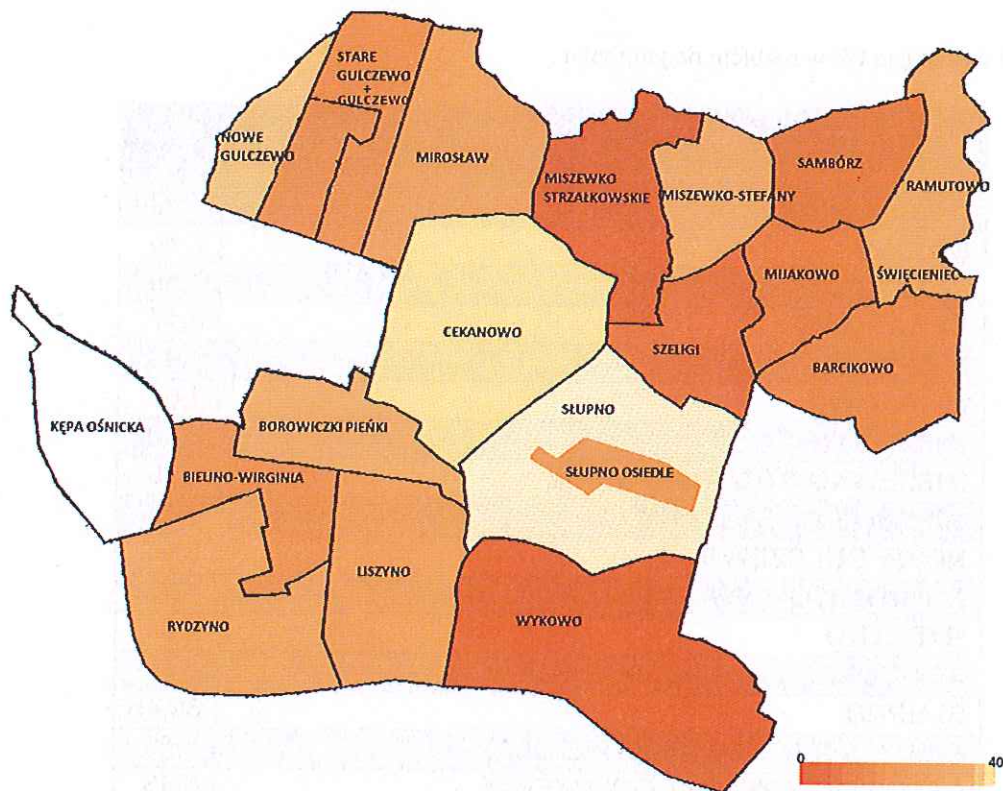 STARE
GULCZEWO
+
GULCZEWO
NOWE
GULCZEWO
MIROSŁAW
MISZEWKO
STRZAŁKOWSKIE
MISZEWKO-STEFANY
SAMBÓRZ
RAMUTOWO
MIJAKOWO
ŚWIĘCIENIEC
CEKANOWO
SZELIGI
BARCIKOWO
KĘPA OŚNICKA
BOROWICZKI PIEŃKI
SŁUPNO
SŁUPNO OSIEDLE
BIELINO-WIRGINIA
LISZYNO
RYDZYNO
WYKOWO
0
40